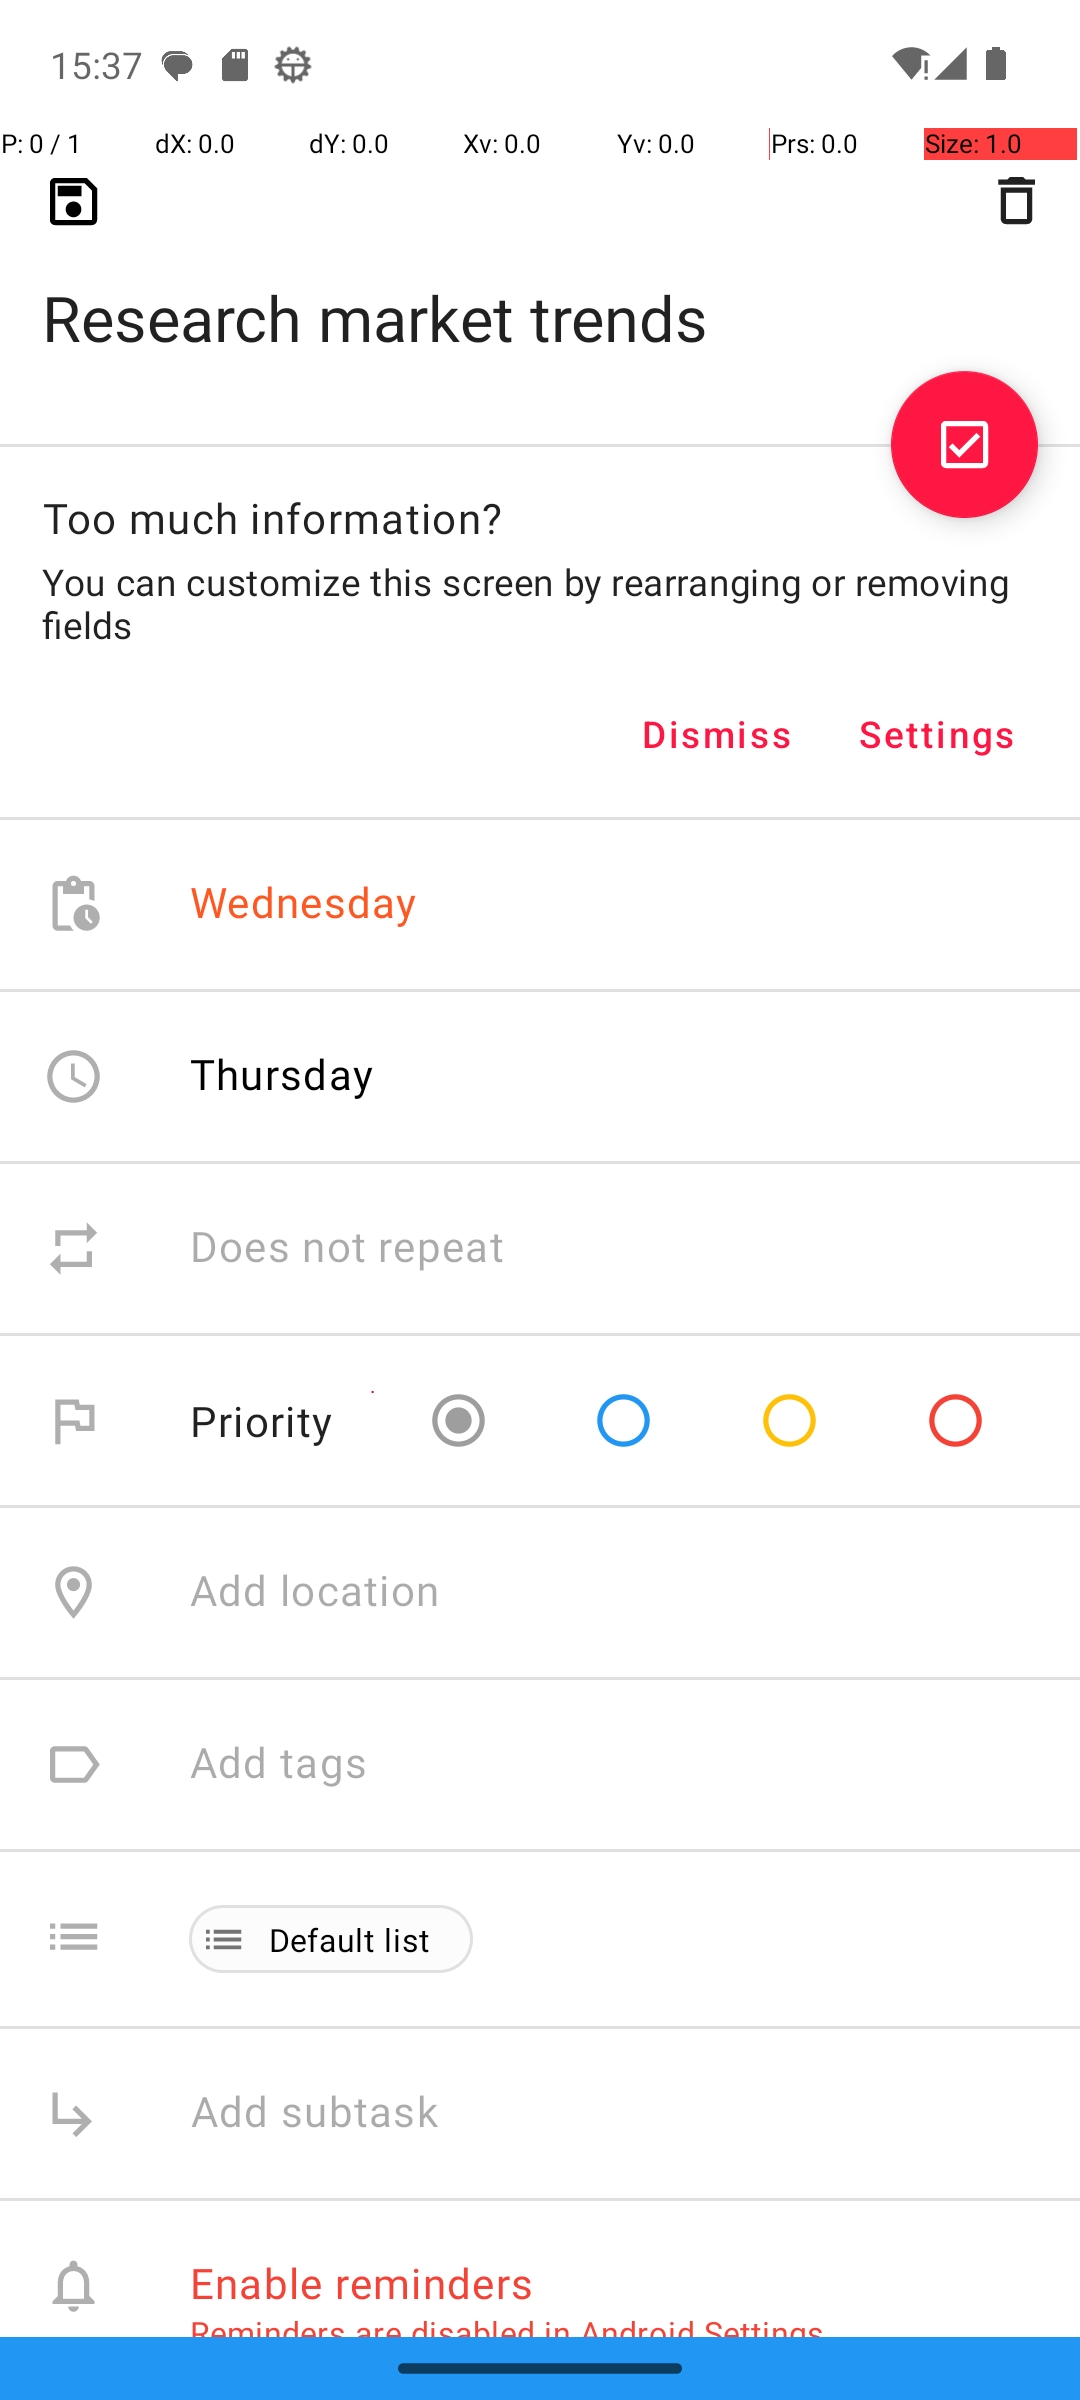 15:37
P: 0 / 1 dX: 0.0 dY: 0.0 Xv: 0.0 Yv: 0.0 Prs: 0.0 Size: 1.0
Research market trends
Too much information?
You can customize this screen by rearranging or removing
fields
Dismiss Settings
Wednesday
Thursday
Does not repeat
Priority
Add location
Add tags
Default list
Add subtask
Enable reminders
Reminders are disabled in Android Settings